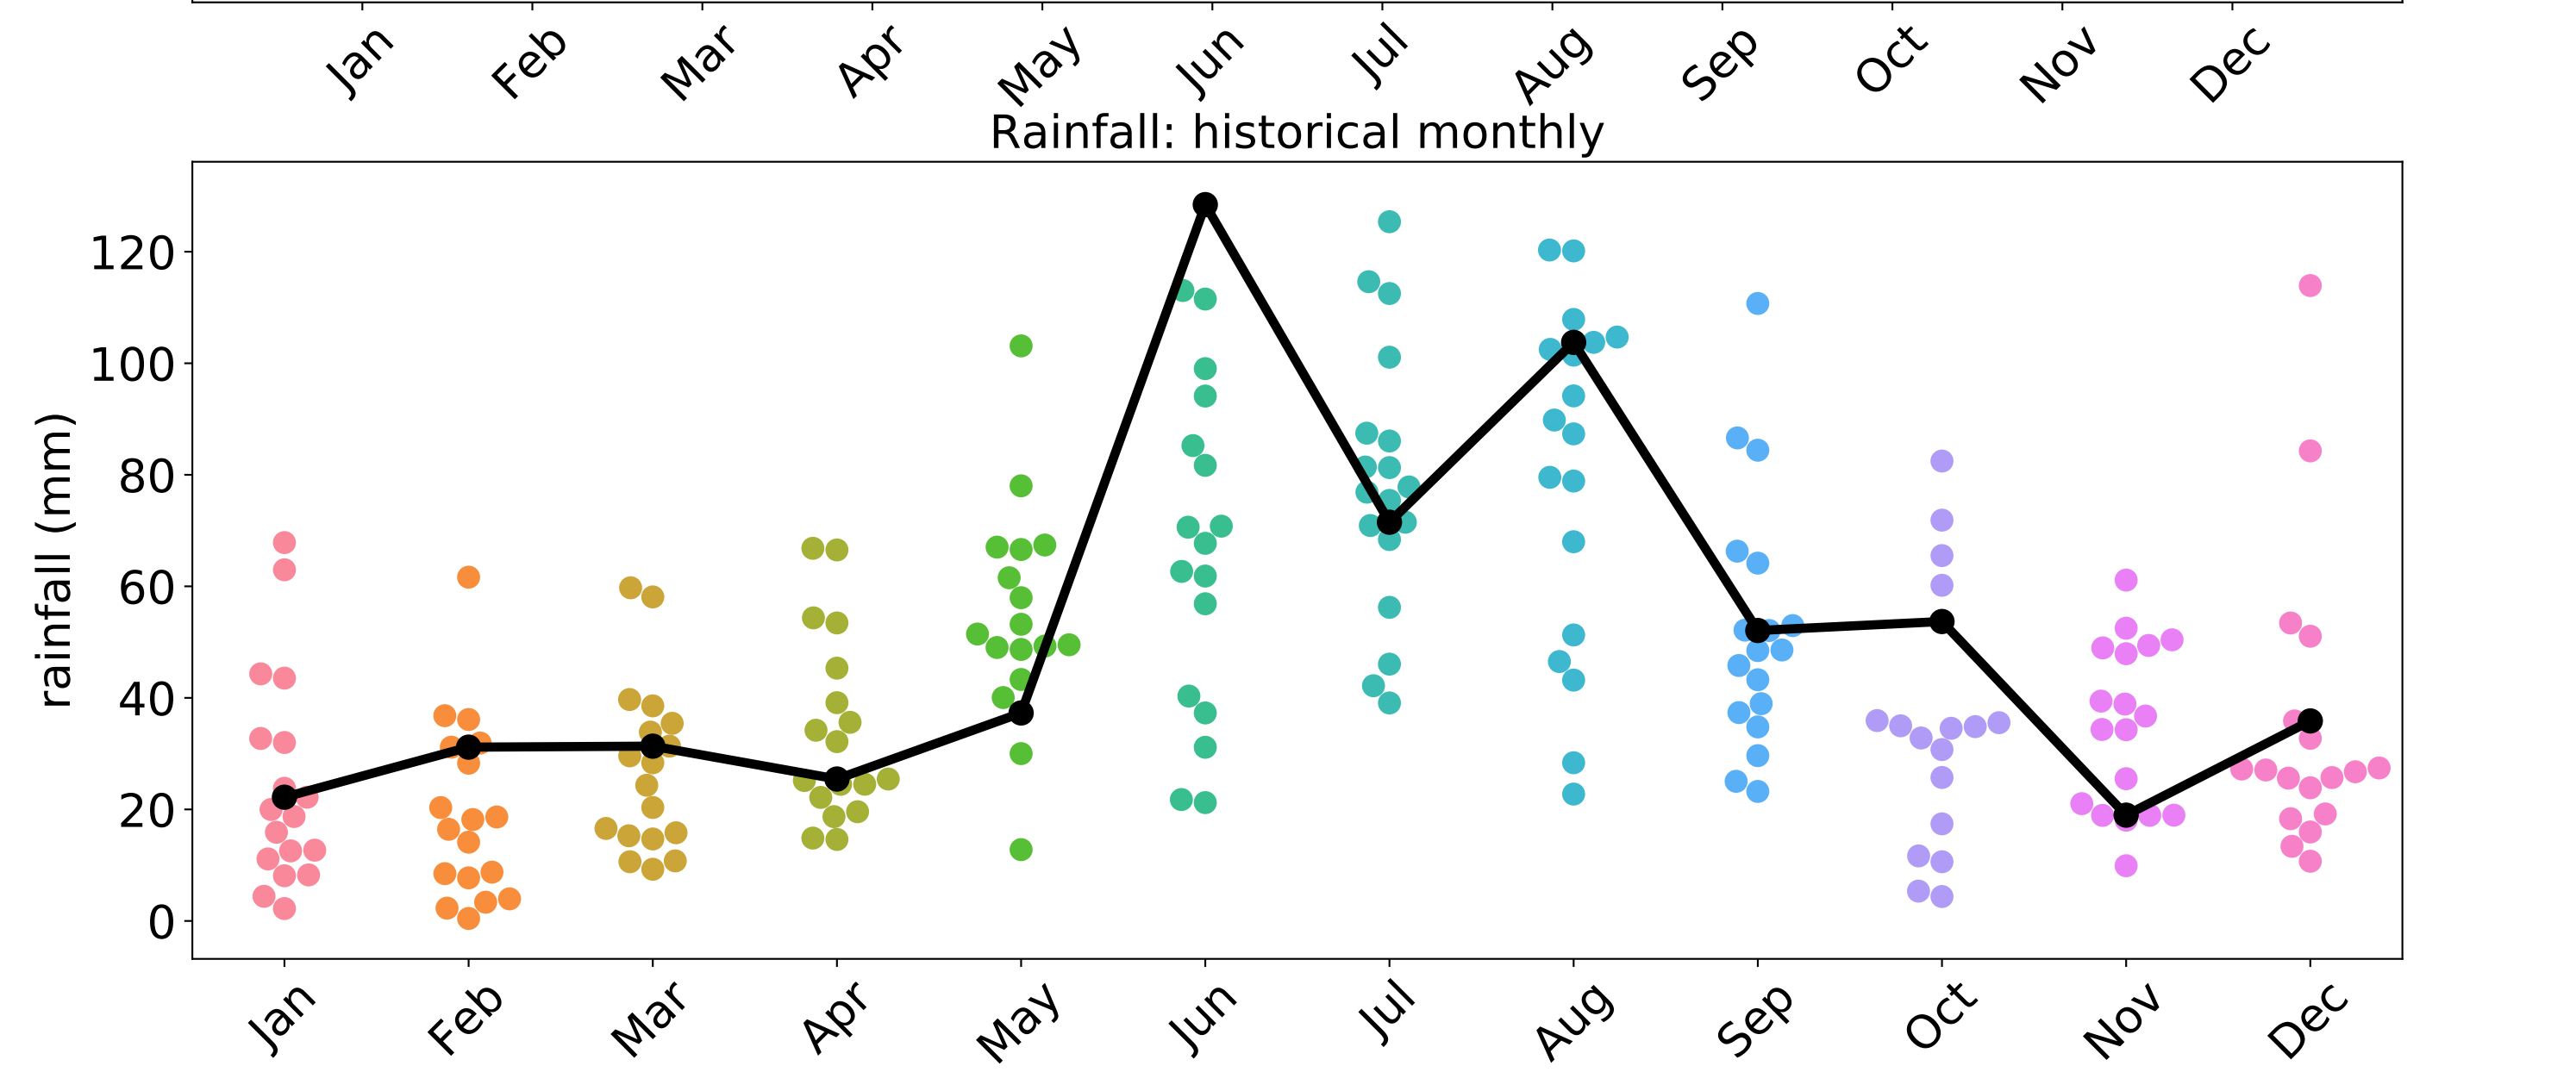 Jan Feb Mar Apr May Jun Jul Aug Sep Oct Nov Dec
Rainfall: historical monthly
120
100
80
60
40
20
0
rainfall (mm)
Jan Feb Mar Apr May Jun Jul Aug Sep Oct Nov Dec